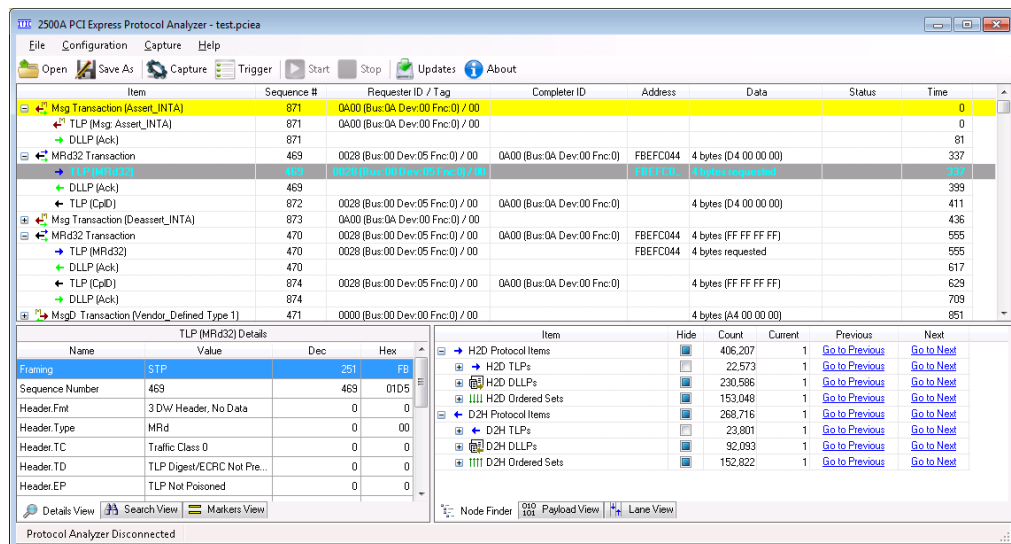 2500A PCI Express Protocol Analyzer - test.pciea
File Configuration Capture Help
Open Save As Capture Trigger Start Stop Updates About
Item Sequence # Requester ID / Tag Completer ID Address Data Status Time
Msg Transaction (Assert_INTA) 871 0A00 (Bus:0A Dev:00 Fnc:0) / 00 0
TLP (Msg: Assert_INTA) 871 0A00 (Bus:0A Dev:00 Fnc:0) / 00 0
DLLP (Ack) 871 81
MRd32 Transaction 469 0028 (Bus:00 Dev:05 Fnc:0) / 00 0A00 (Bus:0A Dev:00 Fnc:0) FBEFC044 4 bytes (D4 00 00 00) 337
TLP (MRd32) 469 0028 (Bus:00 Dev:05 Fnc:0) / 00 FBEFC0... 4 bytes requested 337
DLLP (Ack) 469 399
TLP (CplD) 872 0028 (Bus:00 Dev:05 Fnc:0) / 00 0A00 (Bus:0A Dev:00 Fnc:0) 4 bytes (D4 00 00 00) 411
Msg Transaction (Deassert_INTA) 873 0A00 (Bus:0A Dev:00 Fnc:0) / 00 436
MRd32 Transaction 470 0028 (Bus:00 Dev:05 Fnc:0) / 00 0A00 (Bus:0A Dev:00 Fnc:0) FBEFC044 4 bytes (FF FF FF FF) 555
TLP (MRd32) 470 0028 (Bus:00 Dev:05 Fnc:0) / 00 FBEFC044 4 bytes requested 555
DLLP (Ack) 470 617
TLP (CplD) 874 0028 (Bus:00 Dev:05 Fnc:0) / 00 0A00 (Bus:0A Dev:00 Fnc:0) 4 bytes (FF FF FF FF) 629
DLLP (Ack) 874 709
MsgD Transaction (Vendor_Defined Type 1) 471 0000 (Bus:00 Dev:00 Fnc:0) / 00 4 bytes (A4 00 00 00) 851
TLP (MRd32) Details
Name Value Dec Hex
Framing STP 251 FB
Sequence Number 469 469 01D5
Header.Fmt 3 DW Header, No Data 0 0
Header.Type MRd 0 00
Header.TC Traffic Class 0 0 0
Header.TD TLP Digest/ECRC Not Pre... 0 0
Header.EP TLP Not Poisoned 0 0
Details View Search View Markers View
Item Hide Count Current Previous Next
H2D Protocol Items 406,207 1 Go to Previous Go to Next
H2D TLPs 22,573 1 Go to Previous Go to Next
H2D DLLPs 230,586 1 Go to Previous Go to Next
H2D Ordered Sets 153,048 1 Go to Previous Go to Next
D2H Protocol Items 268,716 1 Go to Previous Go to Next
D2H TLPs 23,801 1 Go to Previous Go to Next
D2H DLLPs 92,093 1 Go to Previous Go to Next
D2H Ordered Sets 152,822 1 Go to Previous Go to Next
Node Finder Payload View Lane View
Protocol Analyzer Disconnected